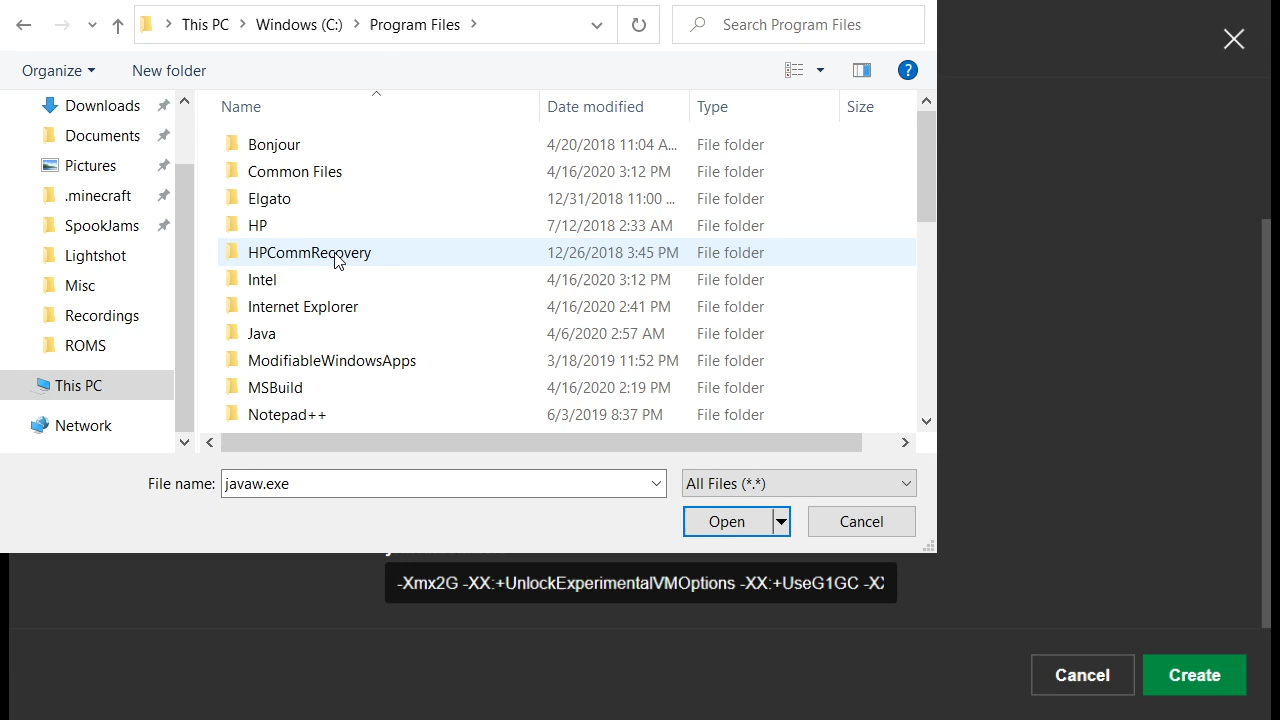 This PC Windows (C:) Program Files Search Program Files
Organize New folder ?
Downloads
Documents
Pictures
.minecraft
SpookJams
Lightshot
Misc
Recordings
ROMS
This PC
Network
Name Date modified Type Size
Bonjour 4/20/2018 11:04 A... File folder
Common Files 4/16/2020 3:12 PM File folder
Elgato 12/31/2018 11:00 ... File folder
HP 7/12/2018 2:33 AM File folder
HPCommRecovery 12/26/2018 3:45 PM File folder
Intel 4/16/2020 3:12 PM File folder
Internet Explorer 4/16/2020 2:41 PM File folder
Java 4/6/2020 2:57 AM File folder
ModifiableWindowsApps 3/18/2019 11:52 PM File folder
MSBuild 4/16/2020 2:19 PM File folder
Notepad++ 6/3/2019 8:37 PM File folder
File name: javaw.exe All Files (*.*)
Open Cancel
-Xmx2G -XX:+UnlockExperimentalVMOptions -XX:+UseG1GC -X
Cancel Create